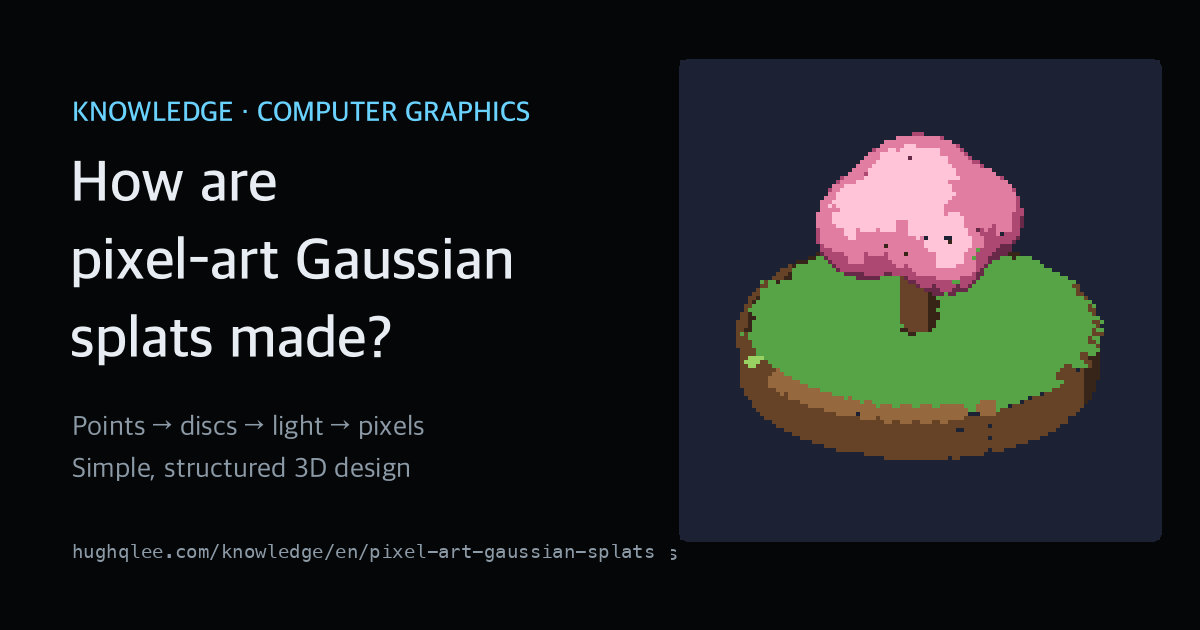 KNOWLEDGE · COMPUTER GRAPHICS
How are
pixel-art Gaussian
splats made?
Points → discs → light → pixels
Simple, structured 3D design
hughqlee.com/knowledge/en/pixel-art-gaussian-splats s